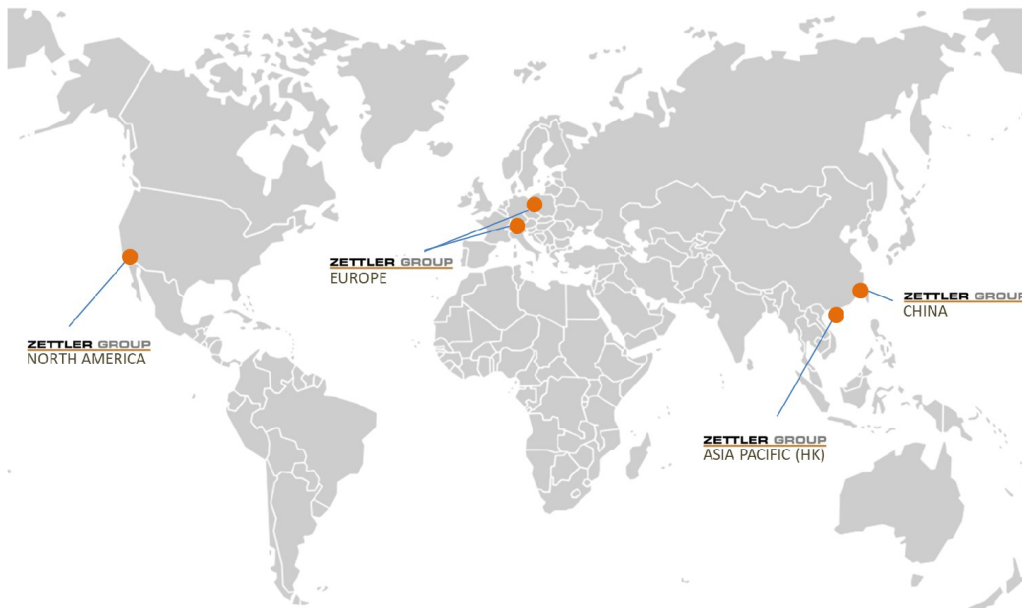 ZETTLER GROUP
EUROPE
ZETTLER GROUP
CHINA
ZETTLER GROUP
NORTH AMERICA
ZETTLER GROUP
ASIA PACIFIC (HK)